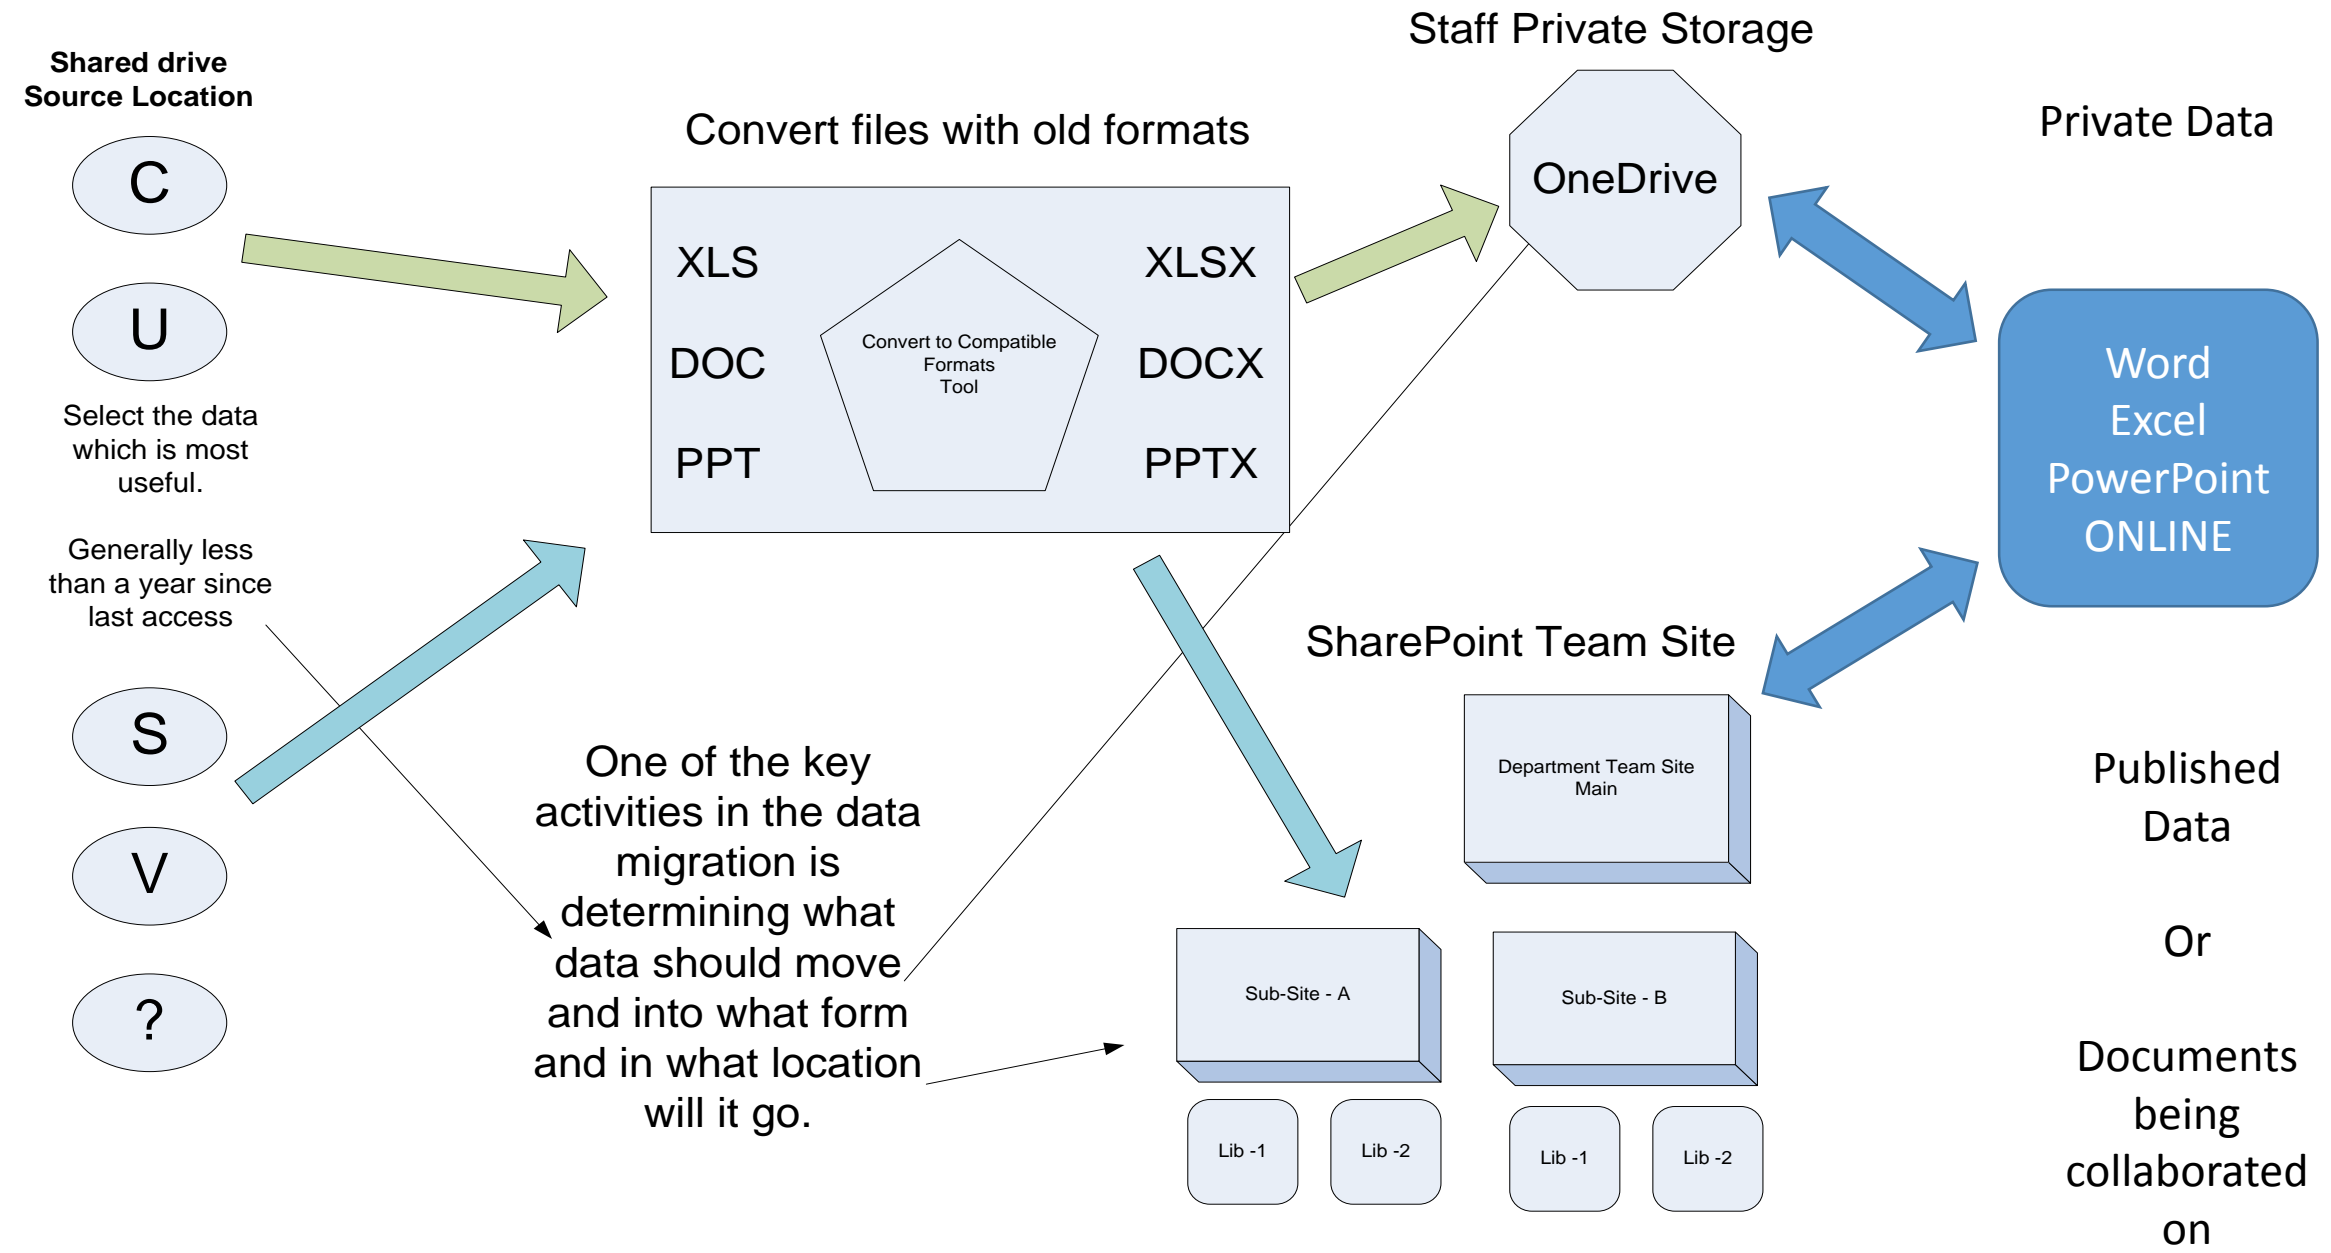 Shared drive
Source Location
C
U
Select the data
which is most
useful.
Generally less
than a year since
last access
S
V
?
Convert files with old formats
XLS
DOC
PPT
Convert to Compatible
Formats
Tool
XLSX
DOCX
PPTX
One of the key
activities in the data
migration is
determining what
data should move
and into what form
and in what location
will it go.
Staff Private Storage
OneDrive
SharePoint Team Site
Department Team Site
Main
Sub-Site - A
Sub-Site - B
Lib -1
Lib -2
Lib -1
Lib -2
Private Data
Word
Excel
PowerPoint
ONLINE
Published
Data
Or
Documents
being
collaborated
on